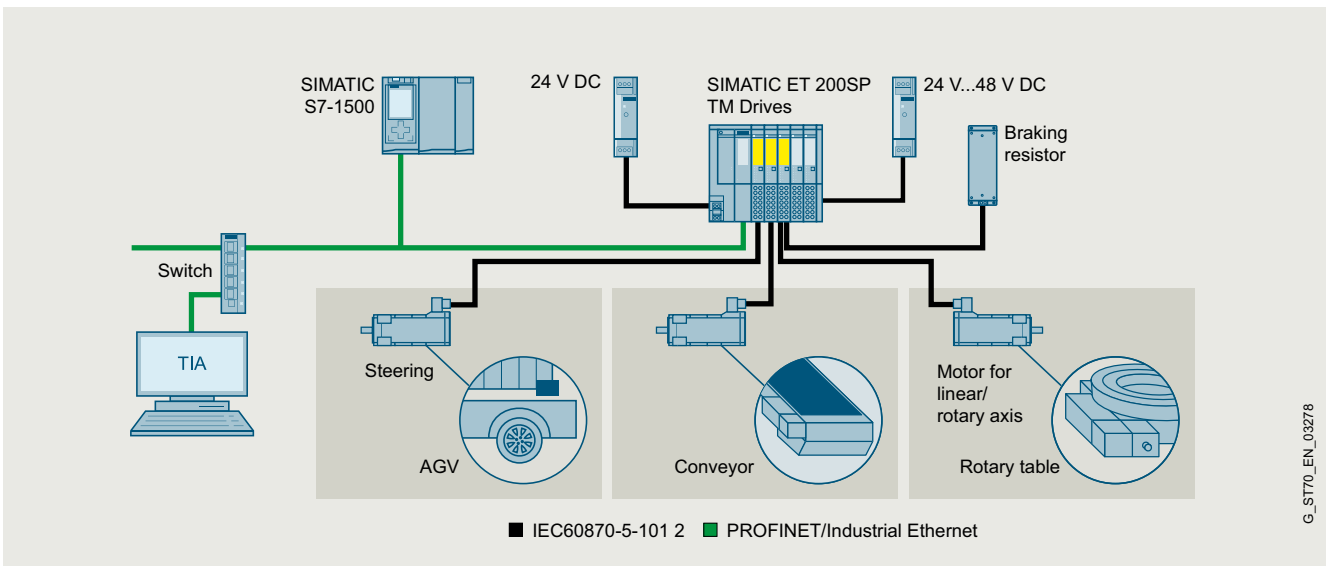 SIMATIC
S7-1500
24 V DC
SIMATIC ET 200SP
TM Drives
24 V...48 V DC
Braking
resistor
Switch
TIA
Steering
AGV
Conveyor
Motor for
linear/
rotary axis
Rotary table
IEC60870-5-101 2
PROFINET/Industrial Ethernet
G_ST70_EN_03278